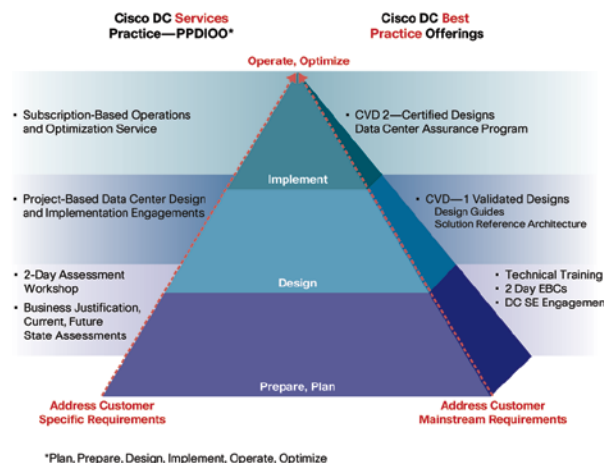 Cisco DC Services
Practice—PPDIOO*
Cisco DC Best
Practice Offerings
Operate, Optimize
• Subscription-Based Operations
and Optimization Service
• CVD 2—Certified Designs
Data Center Assurance Program
Implement
• Project-Based Data Center Design
and Implementation Engagements
• CVD—1 Validated Designs
Design Guides
Solution Reference Architecture
• 2-Day Assessment
Workshop
• Business Justification,
Current, Future
State Assessments
Design
• Technical Training
• 2 Day EBCs
• DC SE Engagement
Prepare, Plan
Address Customer
Specific Requirements
Address Customer
Mainstream Requirements
*Plan, Prepare, Design, Implement, Operate, Optimize